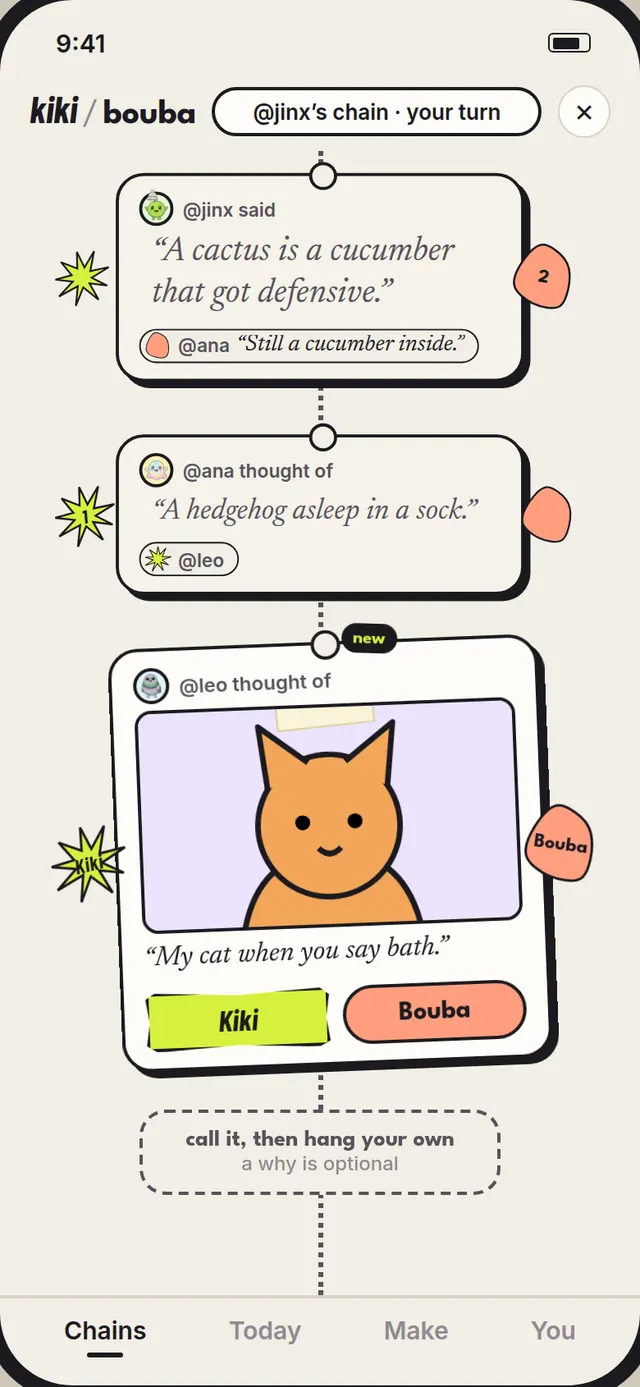 9:41
kiki / bouba
@jinx’s chain · your turn
×
@jinx said
“A cactus is a cucumber
that got defensive.”
2
@ana “Still a cucumber inside.”
@ana thought of
“A hedgehog asleep in a sock.”
1
@leo
new
@leo thought of
Kiki
Bouba
“My cat when you say bath.”
Kiki
Bouba
call it, then hang your own
a why is optional
Chains
Today
Make
You